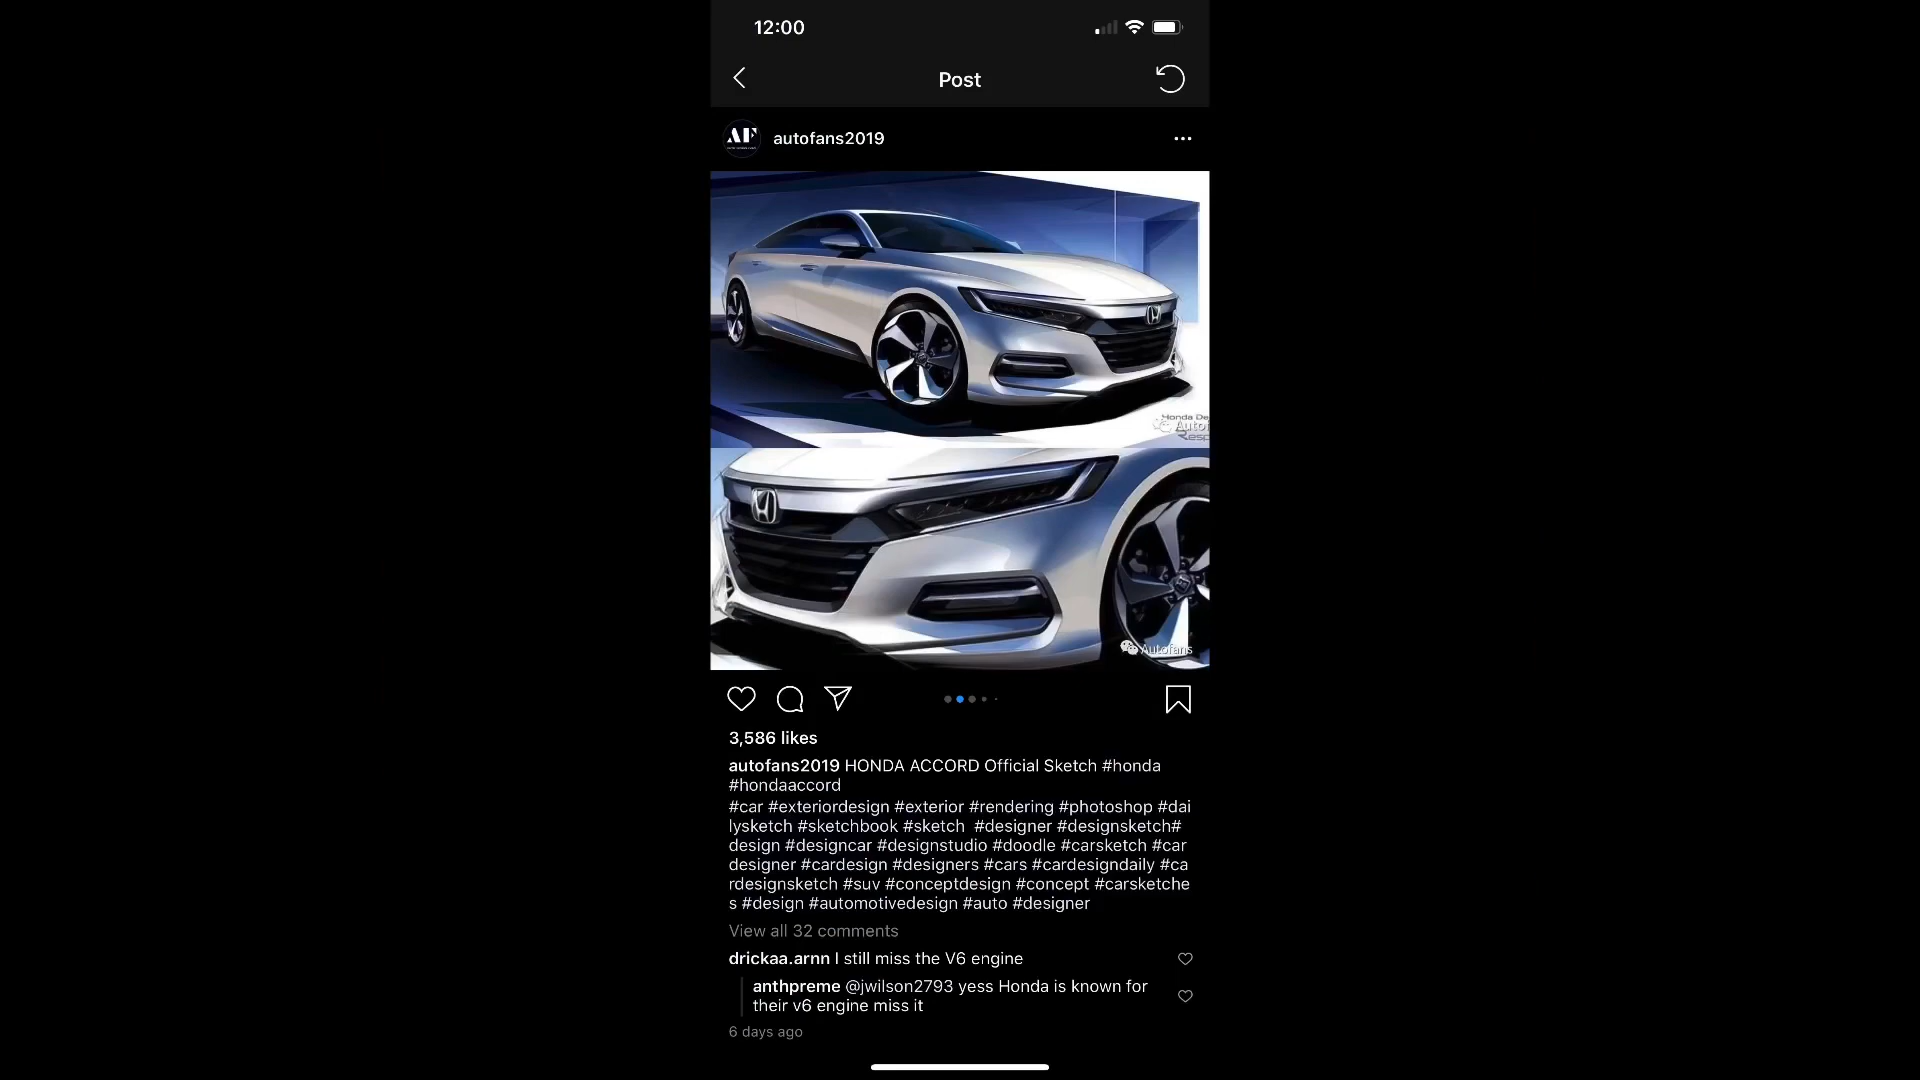 12:00
Post
AF
autofans2019
Honda De
Autof
Resp
Autofans
3,586 likes
autofans2019 HONDA ACCORD Official Sketch #honda
#hondaaccord
#car #exteriordesign #exterior #rendering #photoshop #dai
lysketch #sketchbook #sketch  #designer #designsketch#
design #designcar #designstudio #doodle #carsketch #car
designer #cardesign #designers #cars #cardesigndaily #ca
rdesignsketch #suv #conceptdesign #concept #carsketche
s #design #automotivedesign #auto #designer
View all 32 comments
drickaa.arnn I still miss the V6 engine
anthpreme @jwilson2793 yess Honda is known for
their v6 engine miss it
6 days ago